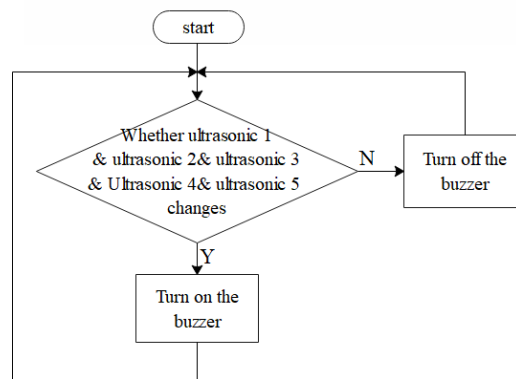 start
Whether ultrasonic 1
& ultrasonic 2& ultrasonic 3
& Ultrasonic 4& ultrasonic 5
changes
N
Turn off the
buzzer
Y
Turn on the
buzzer